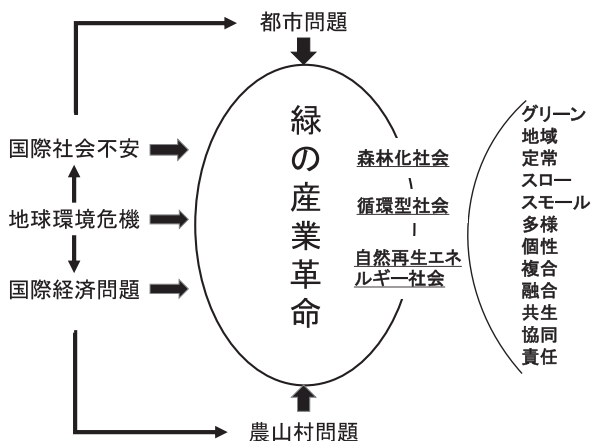 都市問題
国際社会不安
地球環境危機
国際経済問題
緑の産業革命
森林化社会
循環型社会
自然再生エネ
ルギー社会
グリーン
地域
定常
スロー
スモール
多様
個性
複合
融合
共生
協同
責任
農山村問題